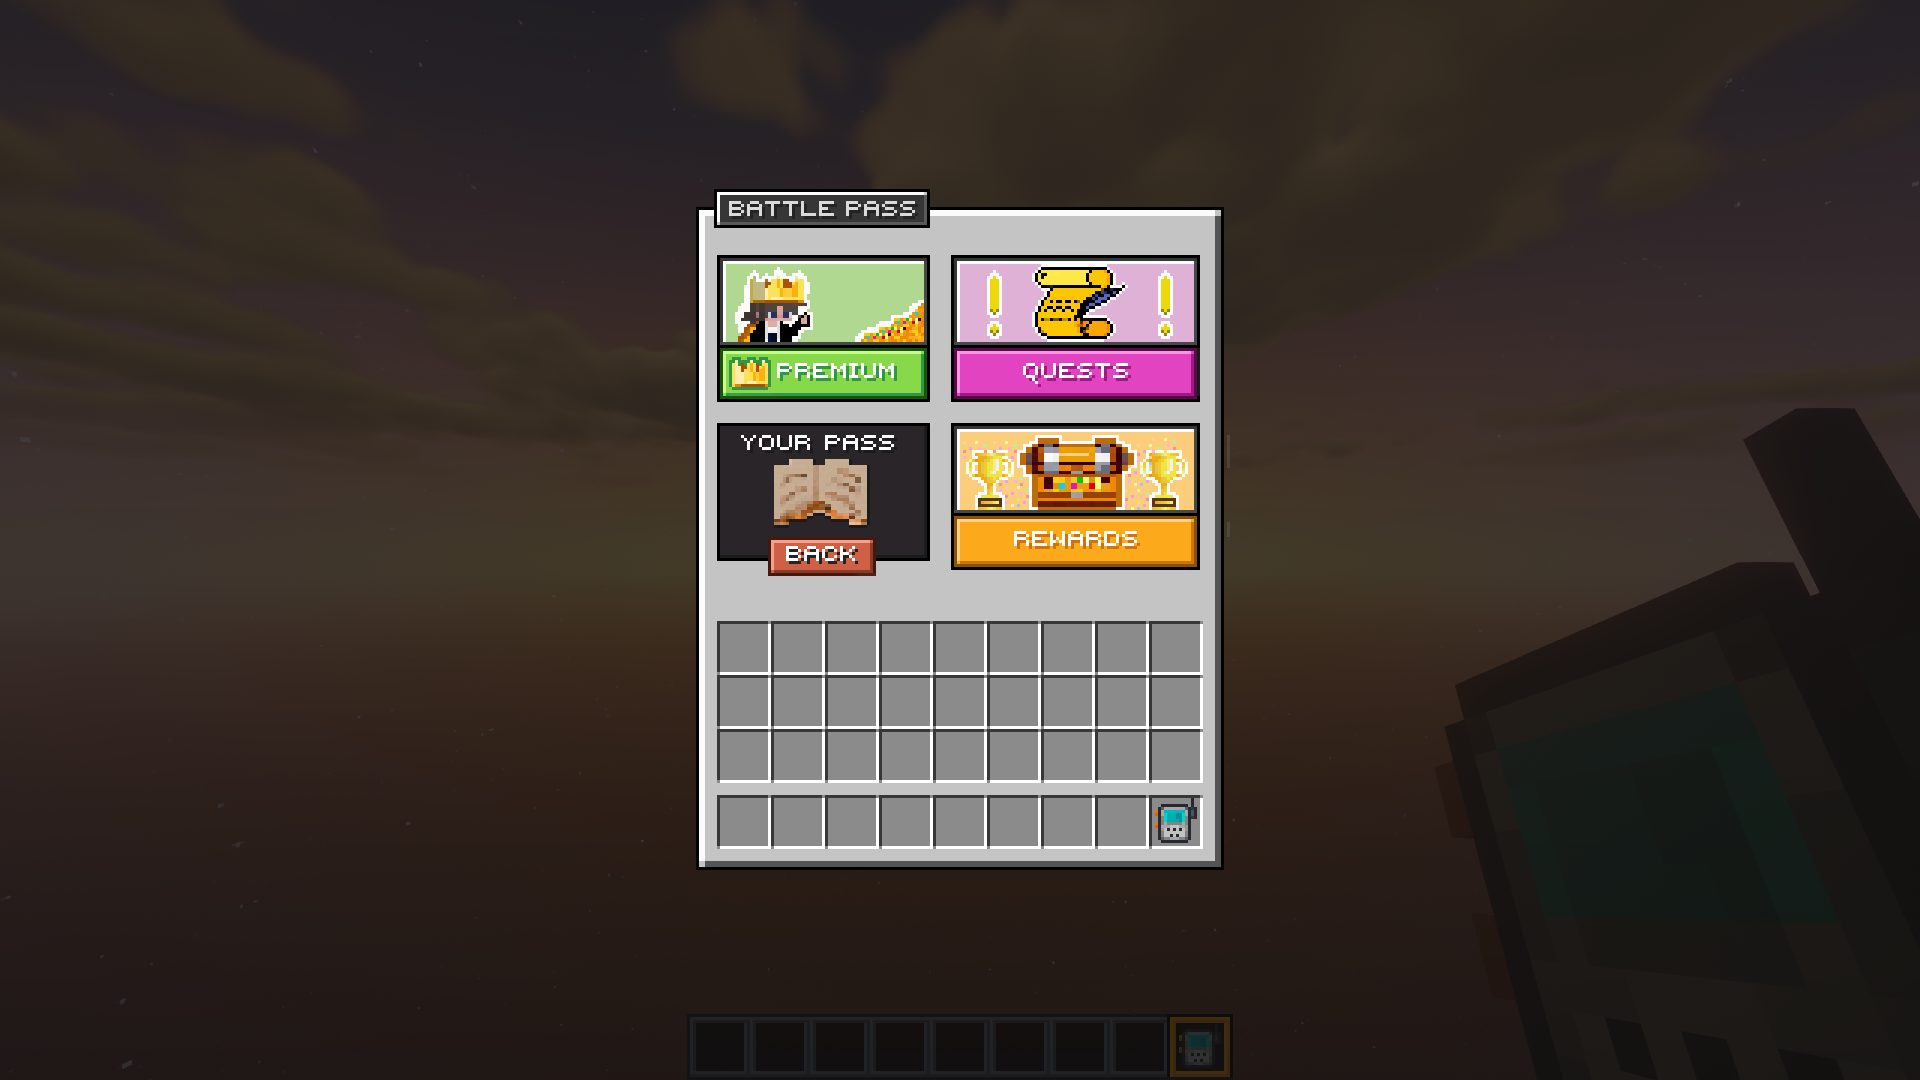 BATTLE PASS
PREMIUM
QUESTS
YOUR PASS
BACK
REWARDS